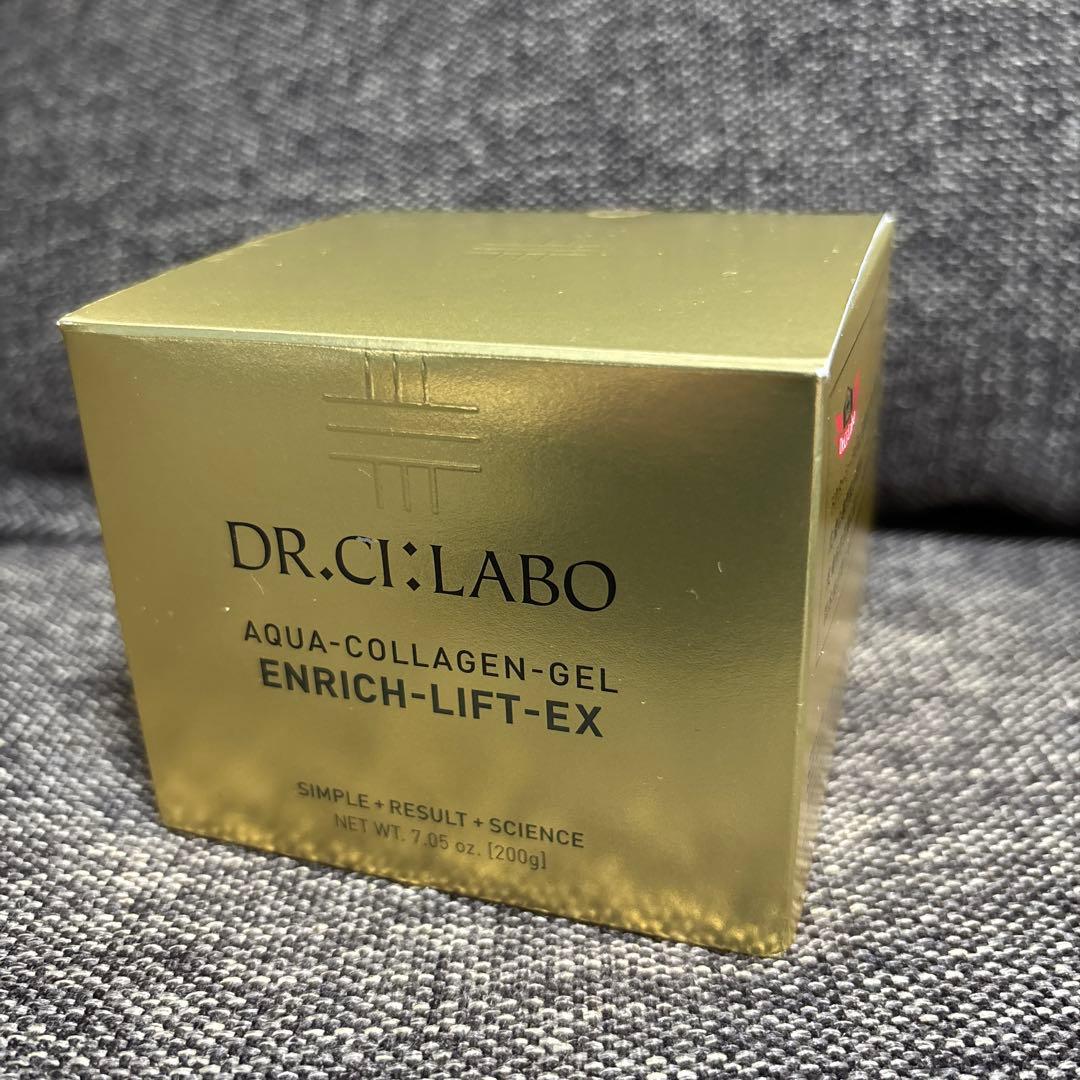 DR.CI:LABO
AQUA-COLLAGEN-GEL
ENRICH-LIFT-EX
SIMPLE+RESULT+SCIENCE
NET WT. 7.05 oz. [200g]